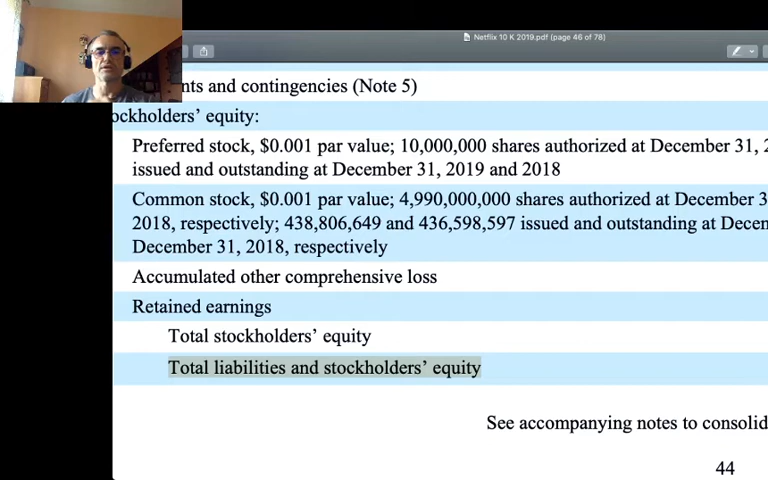 Netflix 10 K 2019.pdf (page 46 of 78)
nts and contingencies (Note 5)
ockholders’ equity:
Preferred stock, $0.001 par value; 10,000,000 shares authorized at December 31, 2
issued and outstanding at December 31, 2019 and 2018
Common stock, $0.001 par value; 4,990,000,000 shares authorized at December 3
2018, respectively; 438,806,649 and 436,598,597 issued and outstanding at Decem
December 31, 2018, respectively
Accumulated other comprehensive loss
Retained earnings
Total stockholders’ equity
Total liabilities and stockholders’ equity
See accompanying notes to consolid
44